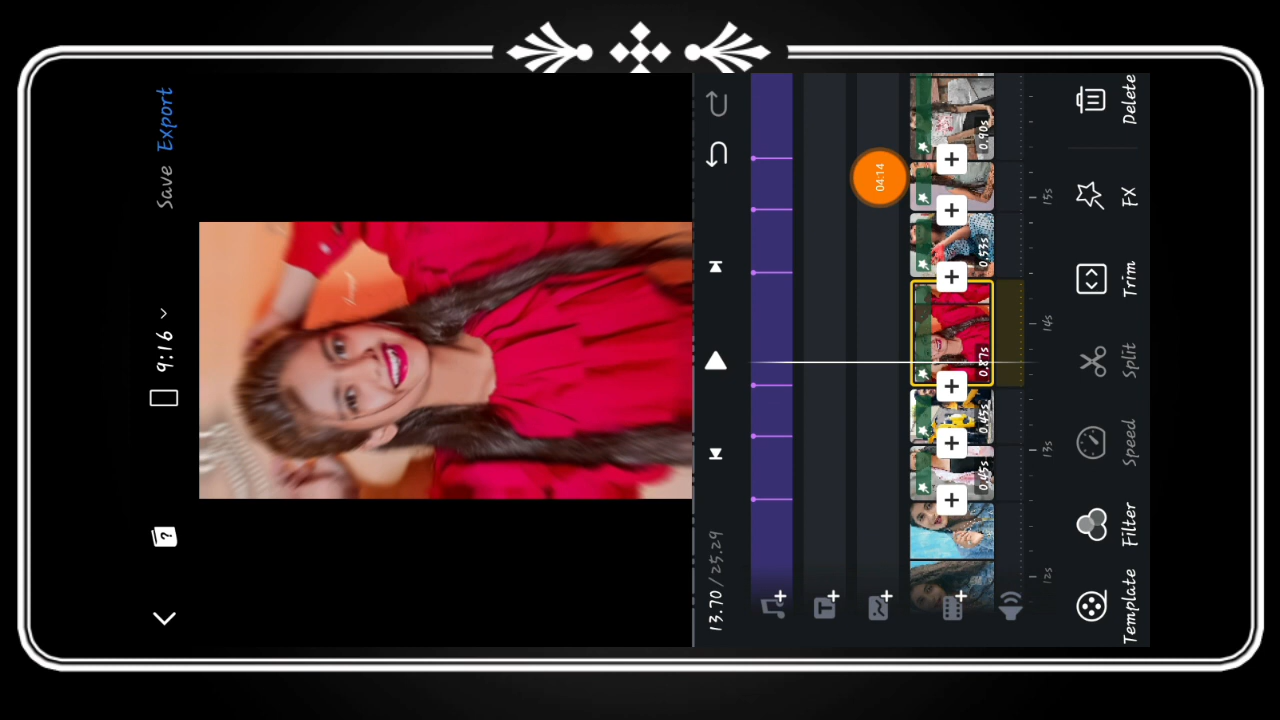 Save Export
9:16
?
13.70 / 25.29
04:14
0.45s
0.45s
0.87s
0.53s
0.90s
12s
13s
14s
15s
Template
Filter
Speed
Split
Trim
FX
Delete